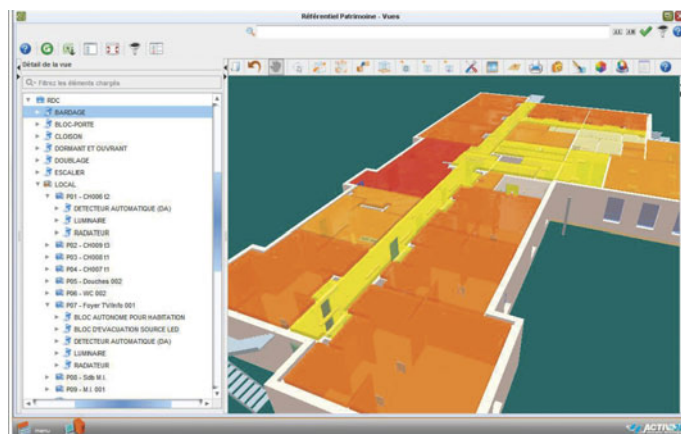 Référentiel Patrimoine - Vues
Détail de la vue
Filtrez les éléments chargés
RDC
BARDAGE
BLOC-PORTE
CLOISON
DORMANT ET OUVRANT
DOUBLAGE
ESCALIER
LOCAL
P01 - CH006 t2
DETECTEUR AUTOMATIQUE (DA)
LUMINAIRE
RADIATEUR
P02 - CH009 t3
P03 - CH008 t1
P04 - CH007 t1
P05 - Douches 002
P06 - WC 002
P07 - Foyer TV/Info 001
BLOC AUTONOME POUR HABITATION
BLOC D'EVACUATION SOURCE LED
DETECTEUR AUTOMATIQUE (DA)
LUMINAIRE
RADIATEUR
P08 - Sdb M.I.
P09 - M.I. 001
menu